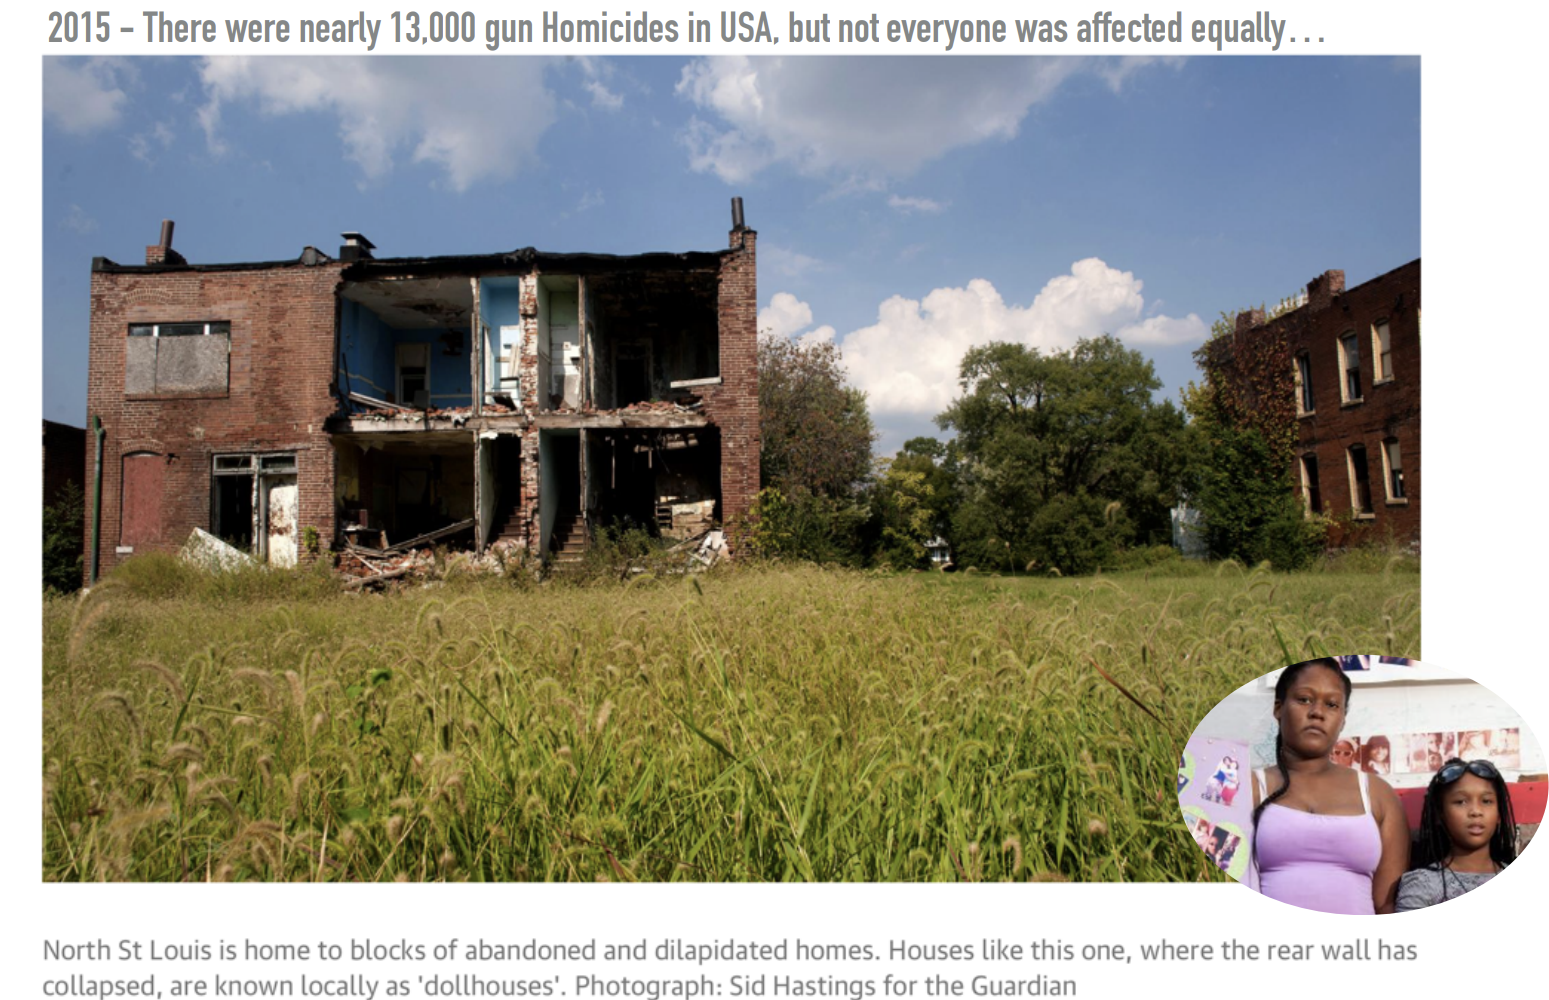 2015 – There were nearly 13,000 gun Homicides in USA, but not everyone was affected equally…
North St Louis is home to blocks of abandoned and dilapidated homes. Houses like this one, where the rear wall has
collapsed, are known locally as 'dollhouses'. Photograph: Sid Hastings for the Guardian